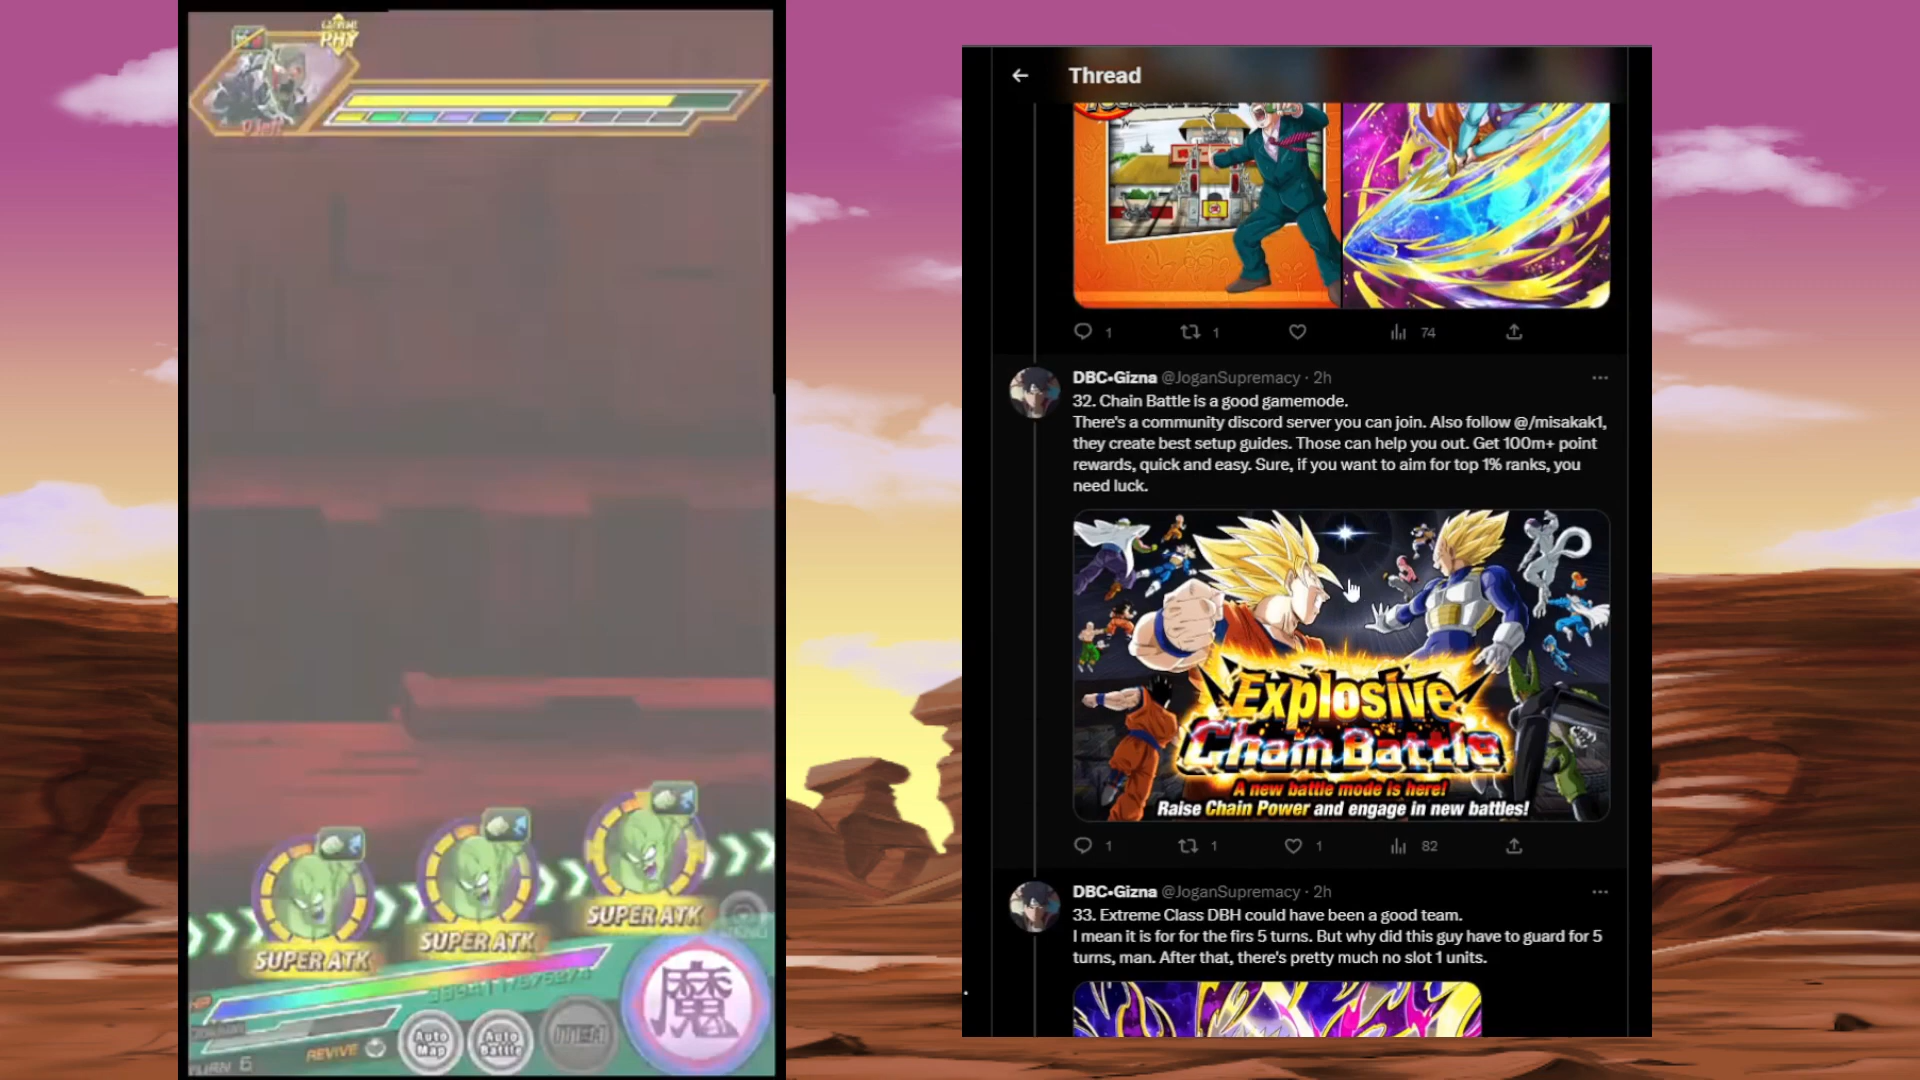 PHY
SUPER ATK
SUPER ATK
SUPER ATK
REVIVE
Auto
Map
Auto
Battle
ITEM
魔
TURN 6
Thread
1
1
74
DBC•Gizna @JoganSupremacy · 2h
32. Chain Battle is a good gamemode.
There's a community discord server you can join. Also follow @/misakak1,
they create best setup guides. Those can help you out. Get 100m+ point
rewards, quick and easy. Sure, if you want to aim for top 1% ranks, you
need luck.
Explosive
Chain Battle
A new battle mode is here!
Raise Chain Power and engage in new battles!
1
1
1
82
DBC•Gizna @JoganSupremacy · 2h
33. Extreme Class DBH could have been a good team.
I mean it is for for the firs 5 turns. But why did this guy have to guard for 5
turns, man. After that, there's pretty much no slot 1 units.